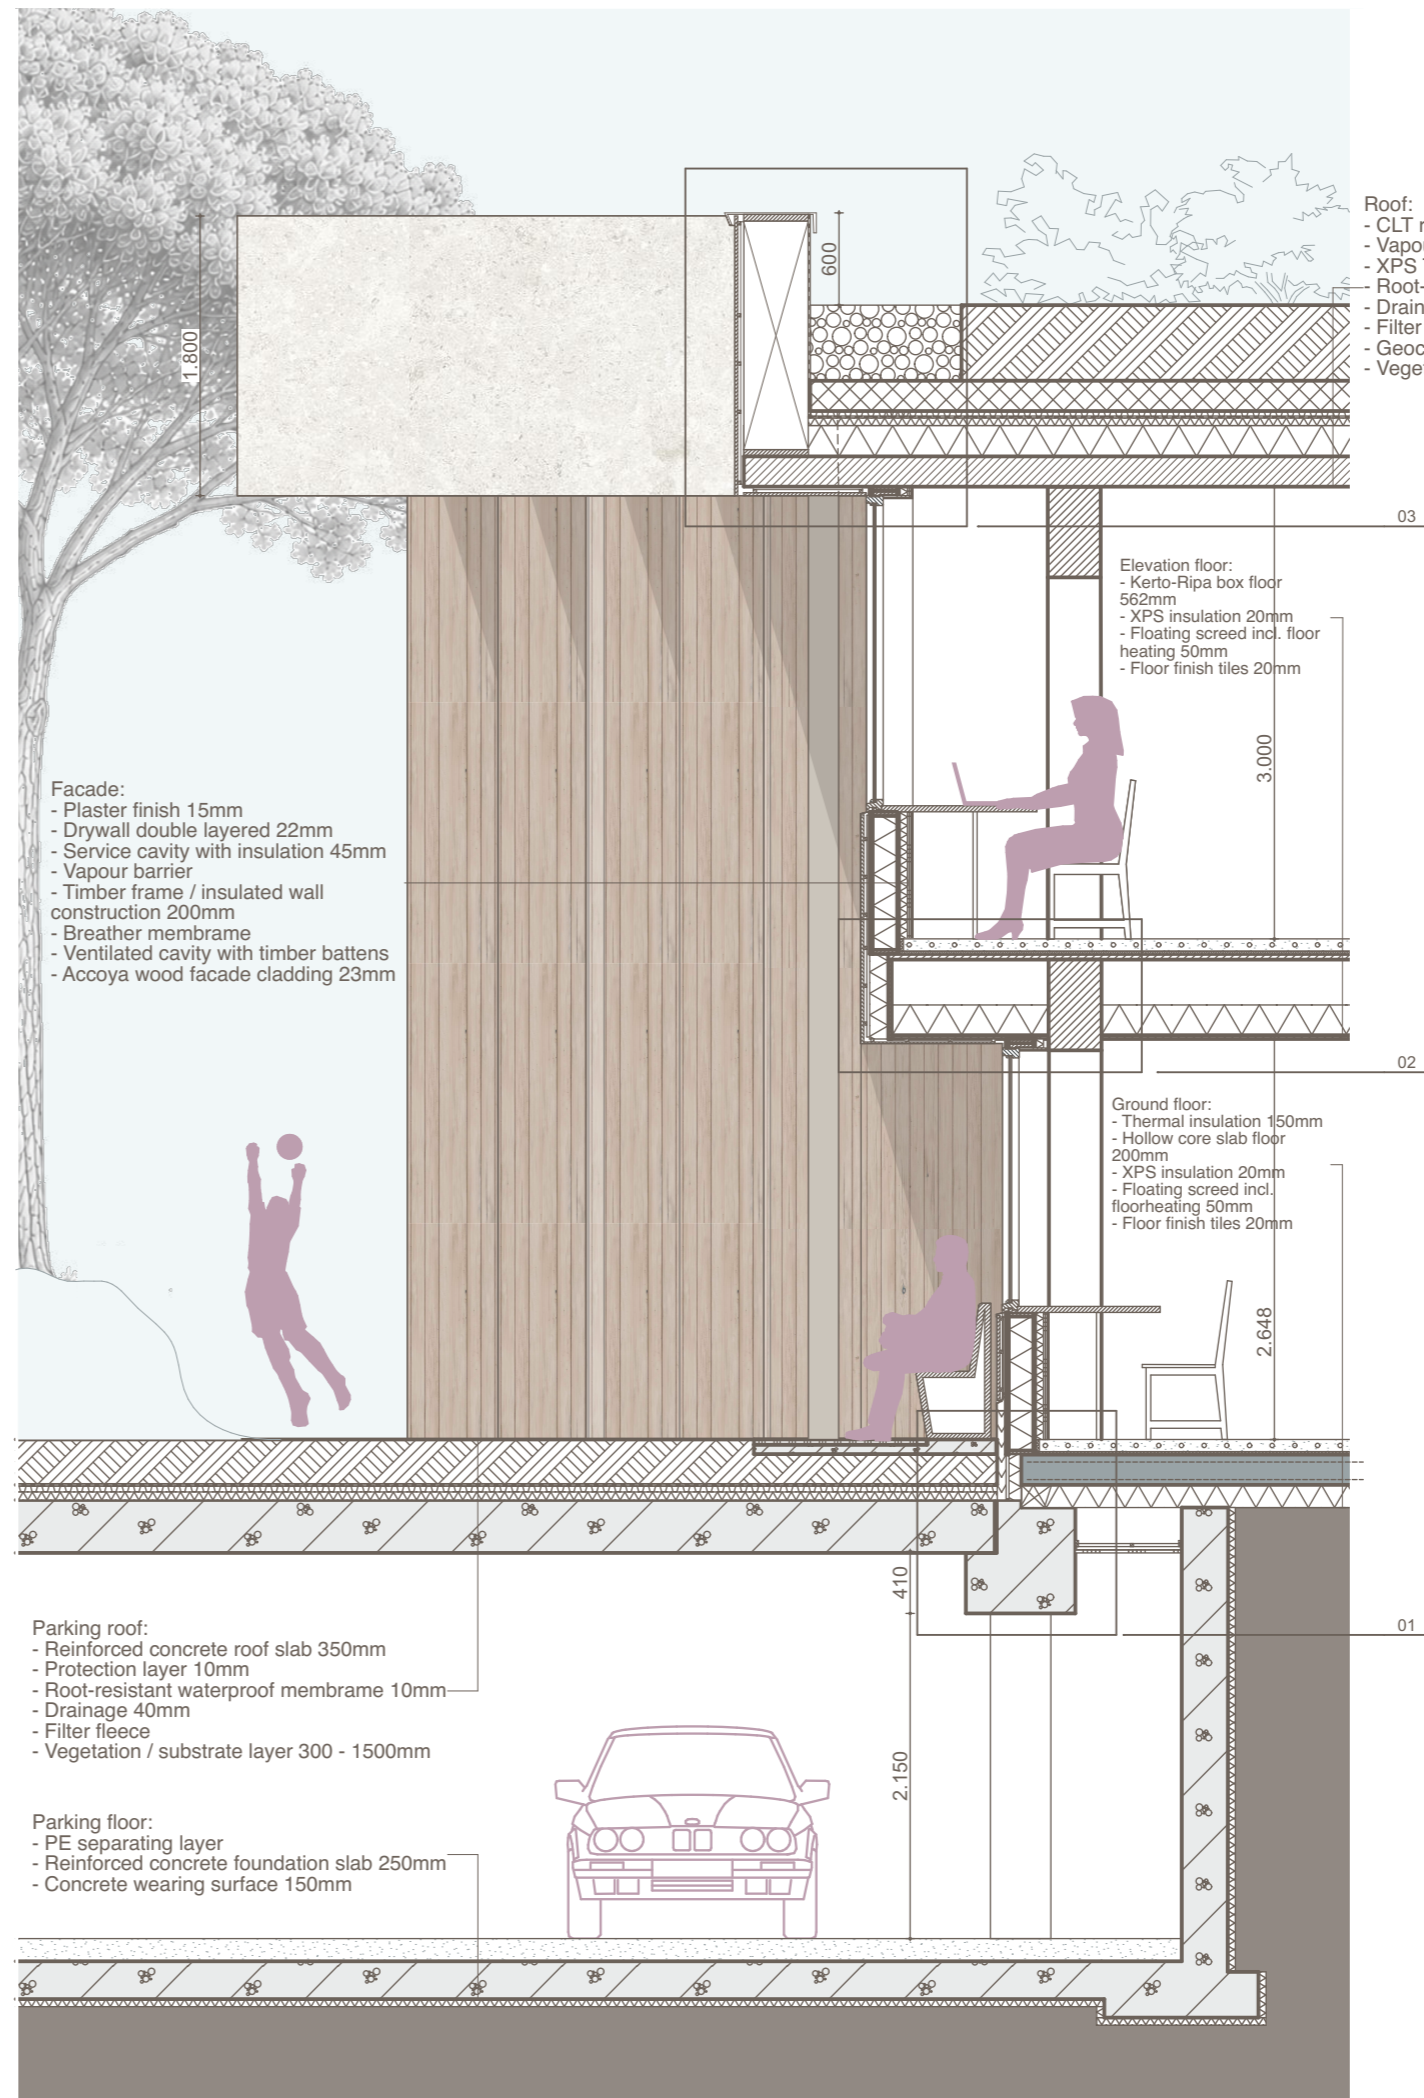 Roof:
- CLT
- Vapo
- XPS
- Root-
- Drain
- Filter
- Geoc
- Vege
600
1.800
03
Elevation floor:
- Kerto-Ripa box floor
562mm
- XPS insulation 20mm
- Floating screed incl. floor
heating 50mm
- Floor finish tiles 20mm
3.000
Facade:
- Plaster finish 15mm
- Drywall double layered 22mm
- Service cavity with insulation 45mm
- Vapour barrier
- Timber frame / insulated wall
construction 200mm
- Breather membrame
- Ventilated cavity with timber battens
- Accoya wood facade cladding 23mm
02
Ground floor:
- Thermal insulation 150mm
- Hollow core slab floor
200mm
- XPS insulation 20mm
- Floating screed incl.
floorheating 50mm
- Floor finish tiles 20mm
2.648
410
01
Parking roof:
- Reinforced concrete roof slab 350mm
- Protection layer 10mm
- Root-resistant waterproof membrame 10mm
- Drainage 40mm
- Filter fleece
- Vegetation / substrate layer 300 - 1500mm
2.150
Parking floor:
- PE separating layer
- Reinforced concrete foundation slab 250mm
- Concrete wearing surface 150mm